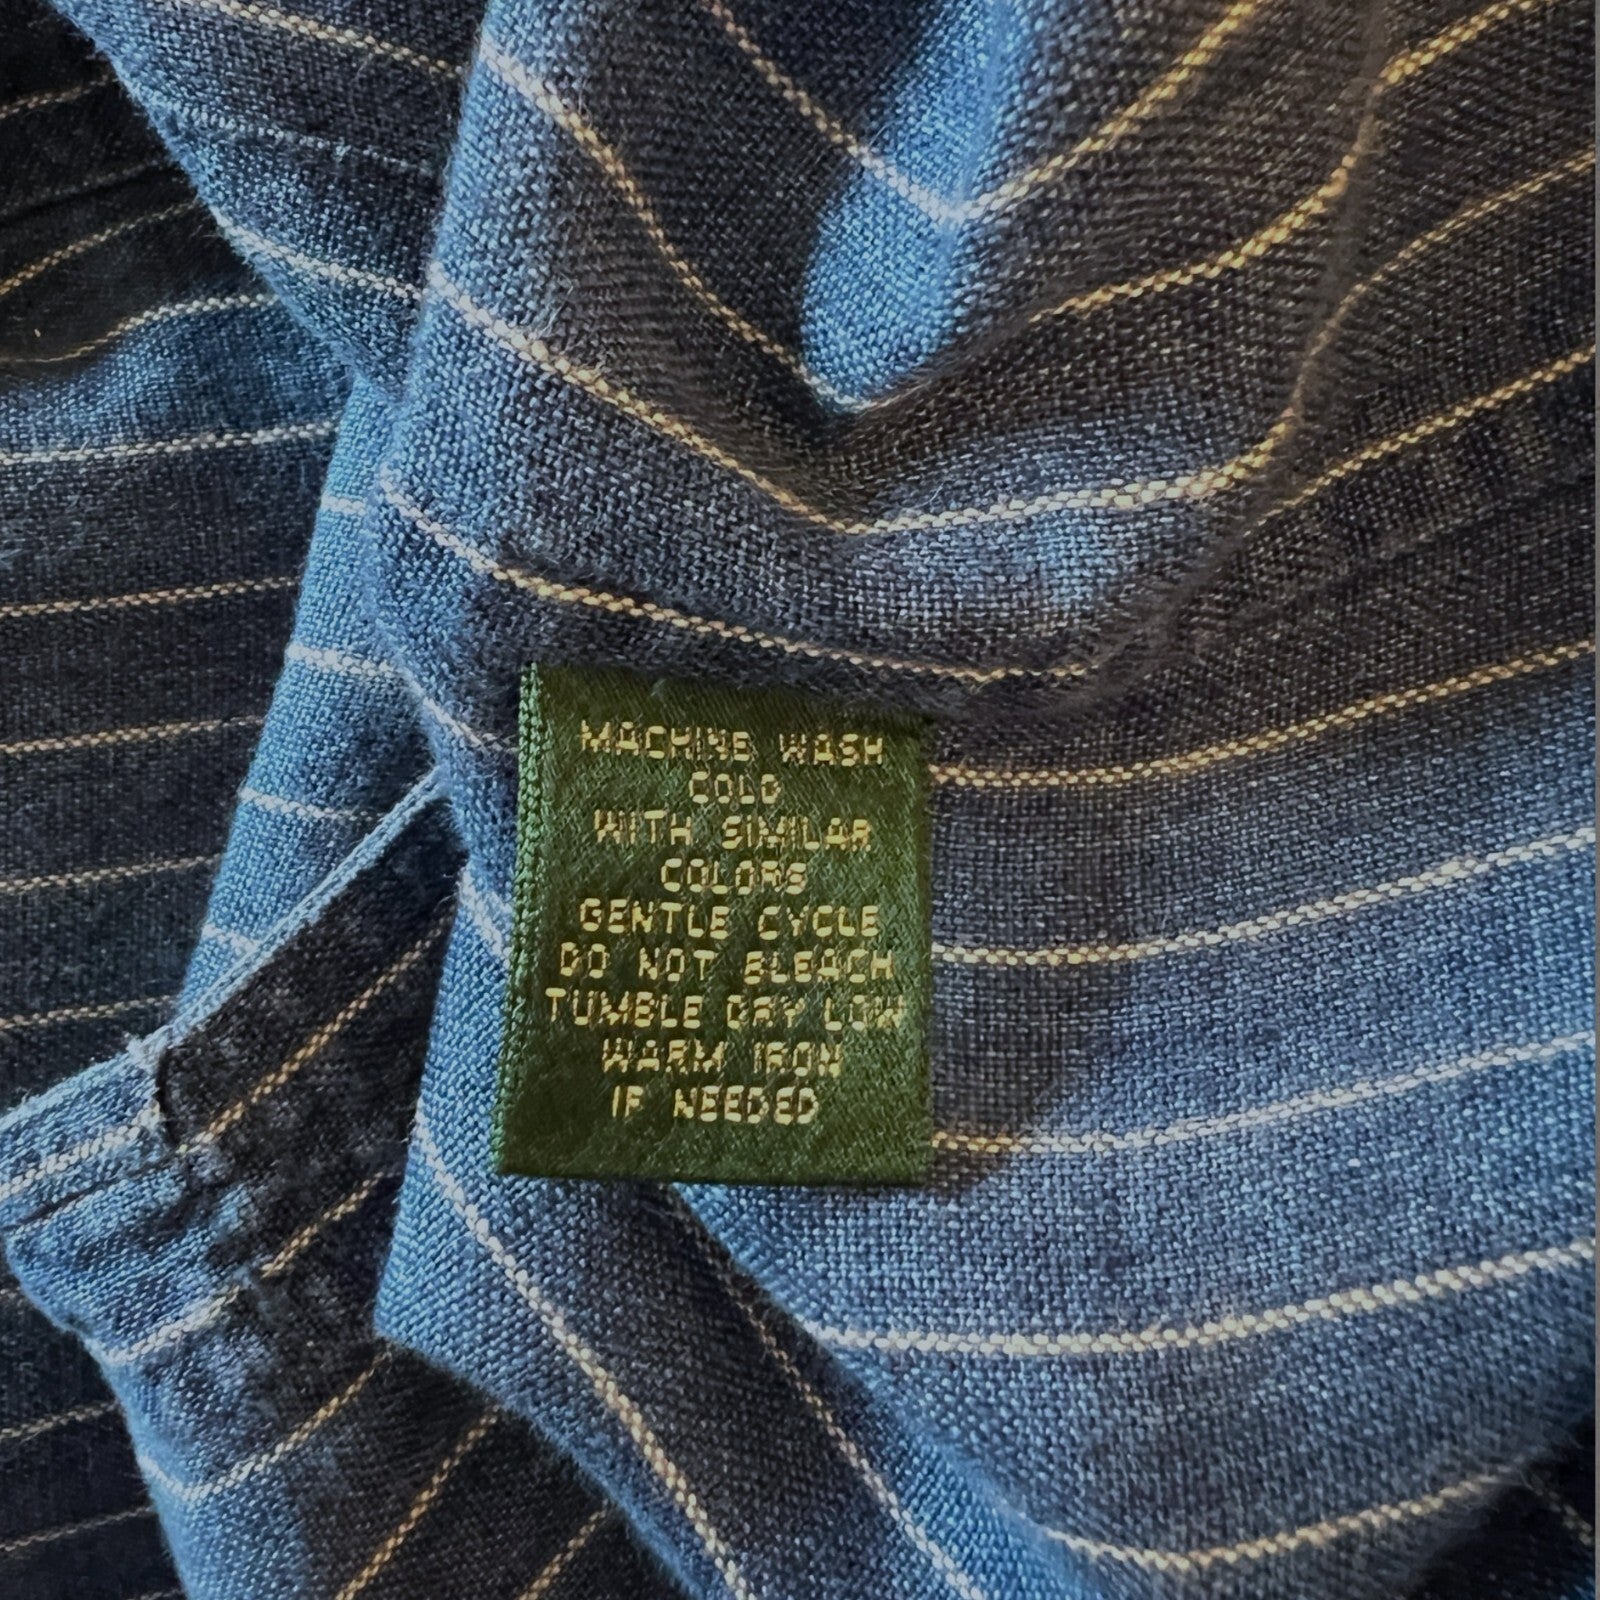 MACHINE WASH
COLD
WITH SIMILAR
COLORS
GENTLE CYCLE
DO NOT BLEACH
TUMBLE DRY LOW
WARM IRON
IF NEEDED